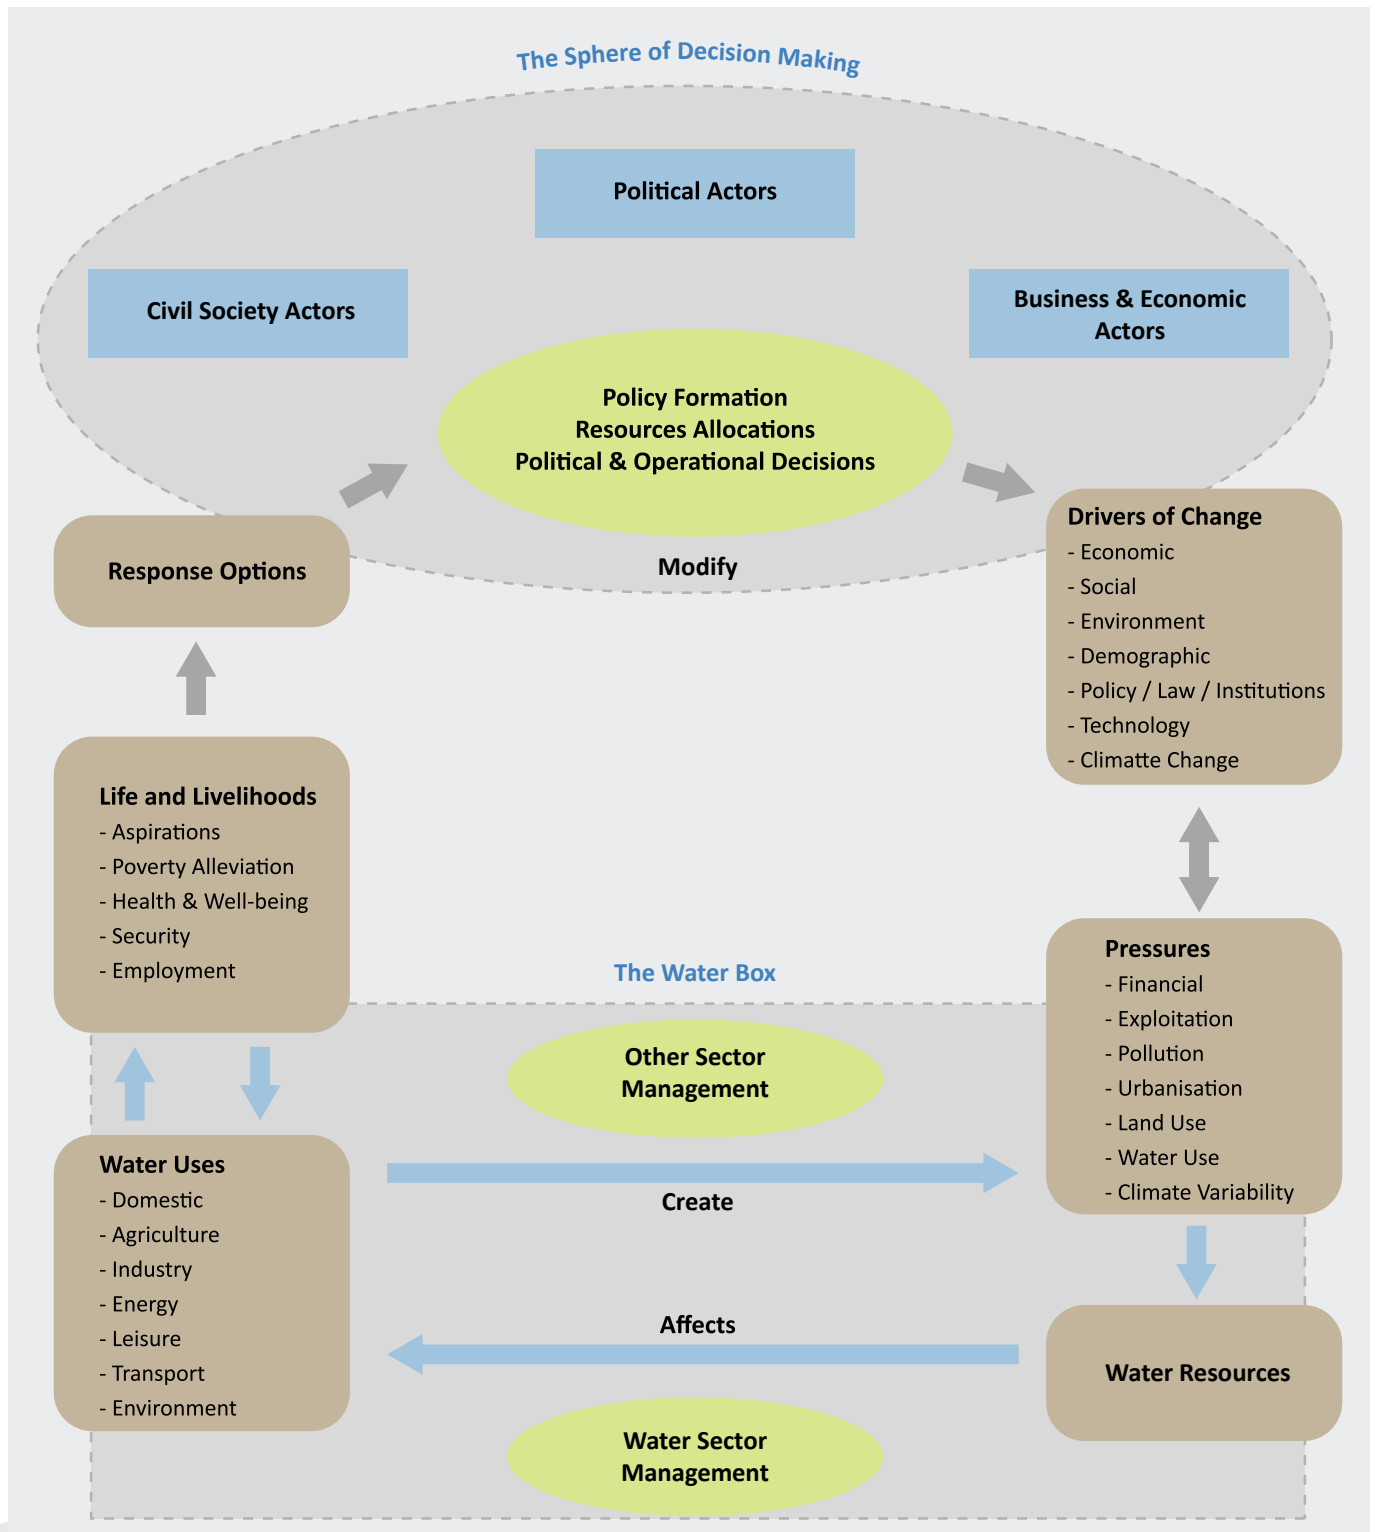 The Sphere of Decision Making
Political Actors
Civil Society Actors
Business & Economic
Actors
Policy Formation
Resources Allocations
Political & Operational Decisions
Modify
Response Options
Drivers of Change
- Economic
- Social
- Environment
- Demographic
- Policy / Law / Institutions
- Technology
- Climatte Change
Life and Livelihoods
- Aspirations
- Poverty Alleviation
- Health & Well-being
- Security
- Employment
The Water Box
Pressures
- Financial
- Exploitation
- Pollution
- Urbanisation
- Land Use
- Water Use
- Climate Variability
Other Sector
Management
Water Uses
- Domestic
- Agriculture
- Industry
- Energy
- Leisure
- Transport
- Environment
Create
Affects
Water Resources
Water Sector
Management